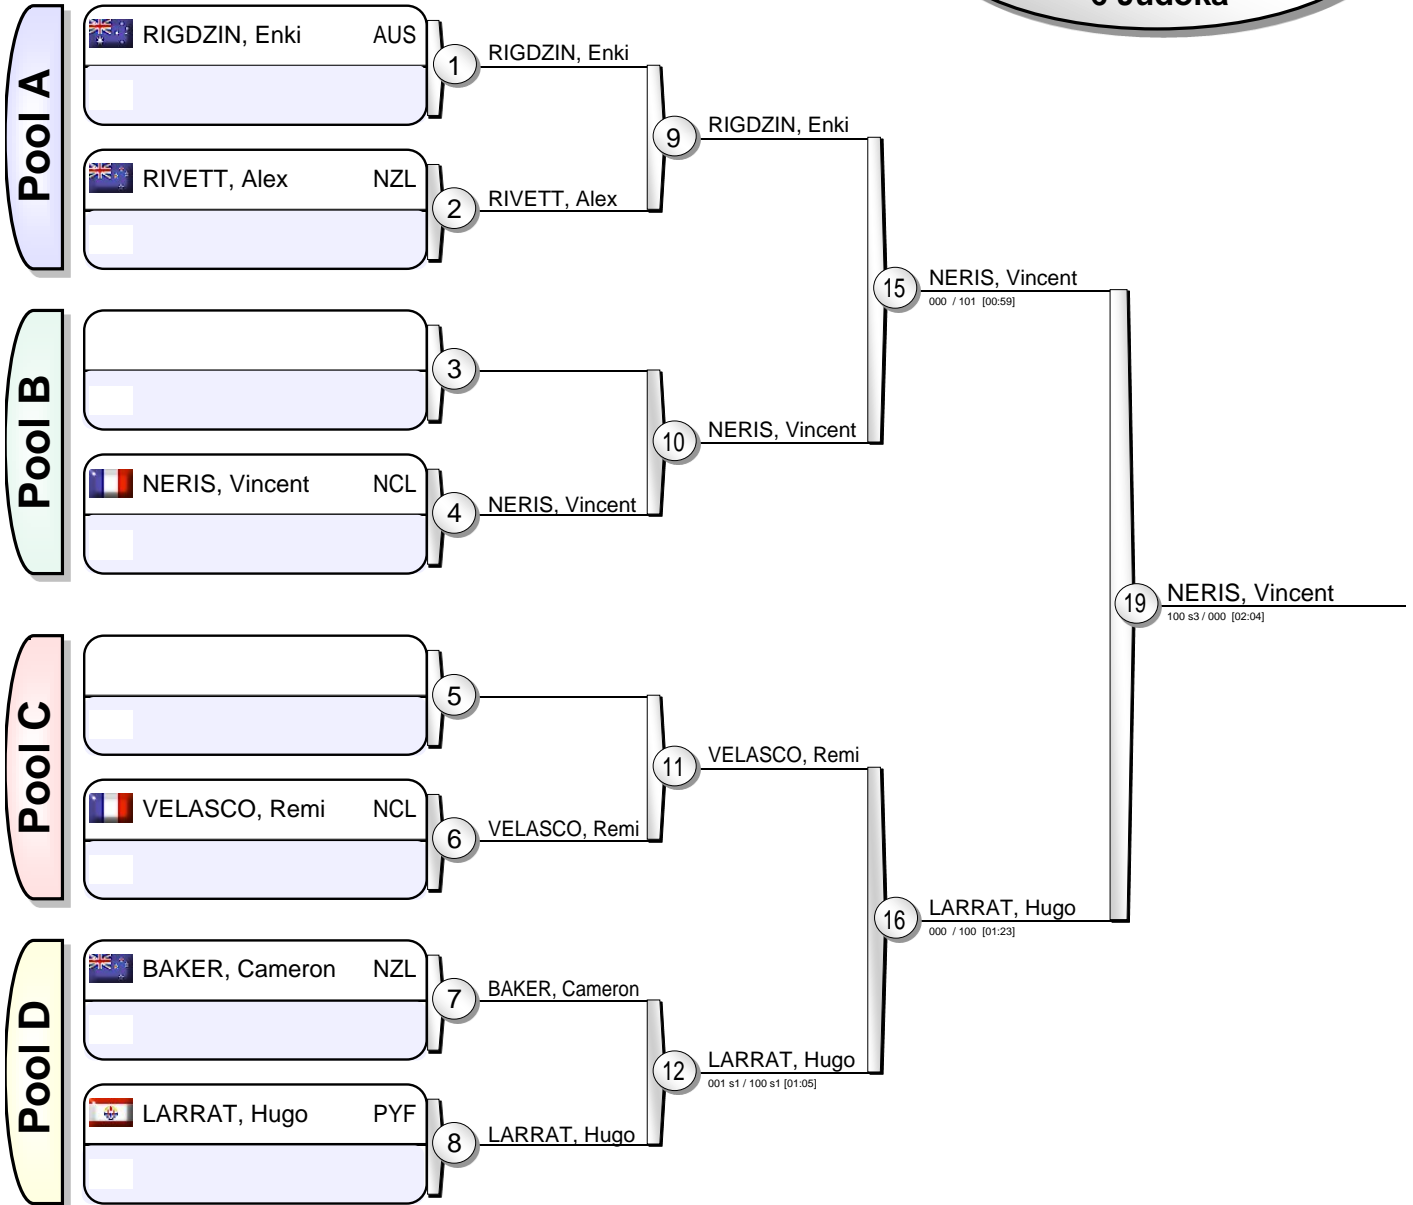 Judoka
Pool A
RIGDZIN, Enki AUS
1
RIGDZIN, Enki
RIVETT, Alex NZL
2
RIVETT, Alex
9
RIGDZIN, Enki
Pool B
3
NERIS, Vincent NCL
4
NERIS, Vincent
10
NERIS, Vincent
15
NERIS, Vincent
000 / 101 [00:59]
Pool C
5
VELASCO, Remi NCL
6
VELASCO, Remi
11
VELASCO, Remi
Pool D
BAKER, Cameron NZL
7
BAKER, Cameron
LARRAT, Hugo PYF
8
LARRAT, Hugo
12
LARRAT, Hugo
001 s1 / 100 s1 [01:05]
16
LARRAT, Hugo
000 / 100 [01:23]
19
NERIS, Vincent
100 s3 / 000 [02:04]